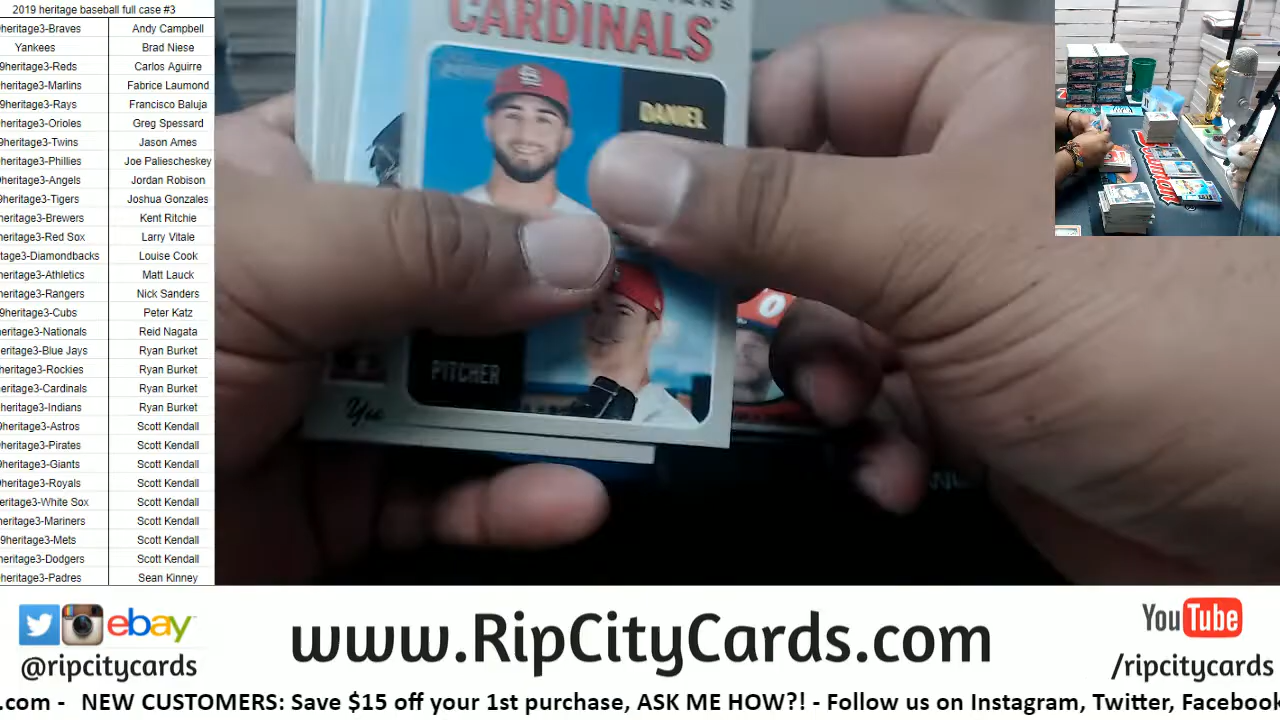 2019 heritage baseball full case #3
heritage3-Braves Andy Campbell
Yankees Brad Niese
9heritage3-Reds Carlos Aguirre
heritage3-Marlins Fabrice Laumond
9heritage3-Rays Francisco Baluja
heritage3-Orioles Greg Spessard
9heritage3-Twins Jason Ames
heritage3-Phillies Joe Paliescheskey
heritage3-Angels Jordan Robison
9heritage3-Tigers Joshua Gonzales
heritage3-Brewers Kent Ritchie
heritage3-Red Sox Larry Vitale
heritage3-Diamondbacks Louise Cook
heritage3-Athletics Matt Lauck
heritage3-Rangers Nick Sanders
9heritage3-Cubs Peter Katz
eritage3-Nationals Reid Nagata
eritage3-Blue Jays Ryan Burket
heritage3-Rockies Ryan Burket
eritage3-Cardinals Ryan Burket
heritage3-Indians Ryan Burket
9heritage3-Astros Scott Kendall
heritage3-Pirates Scott Kendall
9heritage3-Giants Scott Kendall
9heritage3-Royals Scott Kendall
eritage3-White Sox Scott Kendall
eritage3-Mariners Scott Kendall
9heritage3-Mets Scott Kendall
heritage3-Dodgers Scott Kendall
heritage3-Padres Sean Kinney
CARDINALS
DANIEL
PITCHER
Yu
ebay
@ripcitycards
www.RipCityCards.com
YouTube
/ripcitycards
.com - NEW CUSTOMERS: Save $15 off your 1st purchase, ASK ME HOW?! - Follow us on Instagram, Twitter, Facebook